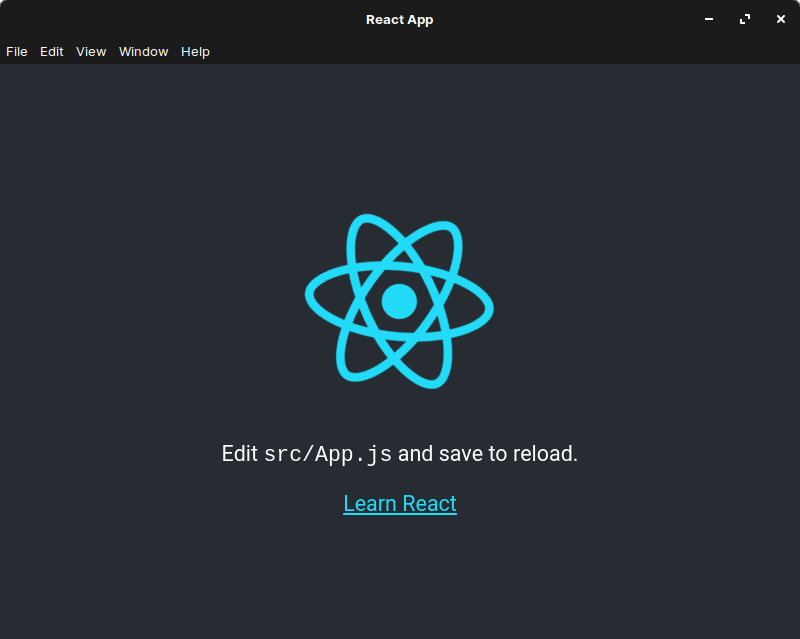 React App
File Edit View Window Help
Edit src/App.js and save to reload.
Learn React